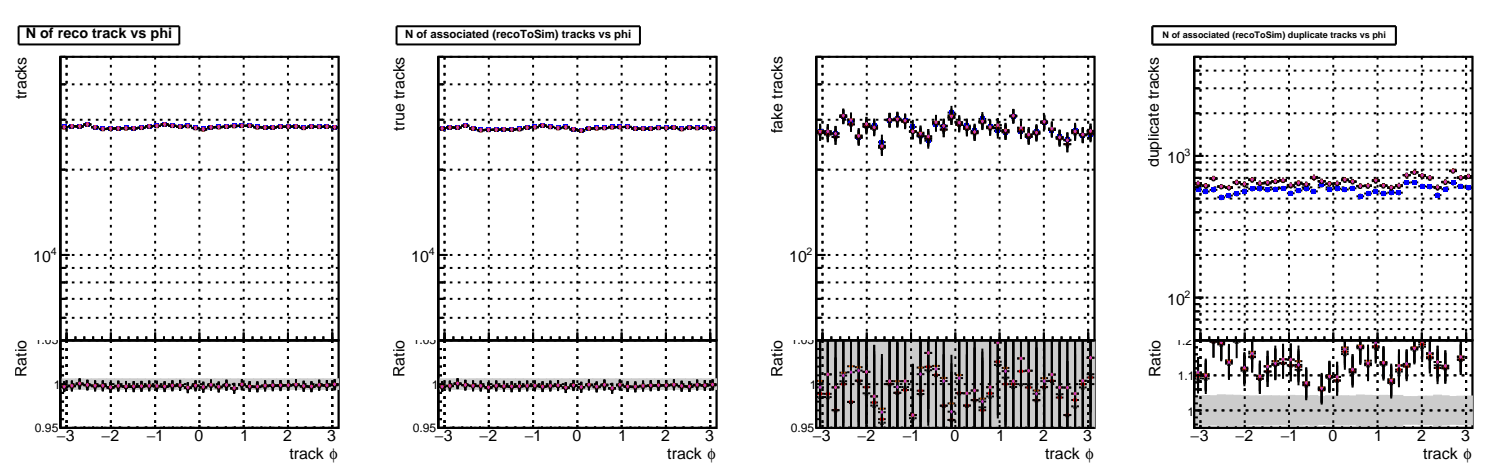 N of reco track vs phi
tracks
10⁴
Ratio
1
0.95
−3 −2 −1 0 1 2 3
track ϕ
N of associated (recoToSim) tracks vs phi
true tracks
10⁴
Ratio
1
0.95
−3 −2 −1 0 1 2 3
track ϕ
fake tracks
10²
Ratio
1
0.95
−3 −2 −1 0 1 2 3
track ϕ
N of associated (recoToSim) duplicate tracks vs phi
duplicate tracks
10³
10²
Ratio
1.2
1.1
1
−3 −2 −1 0 1 2 3
track ϕ